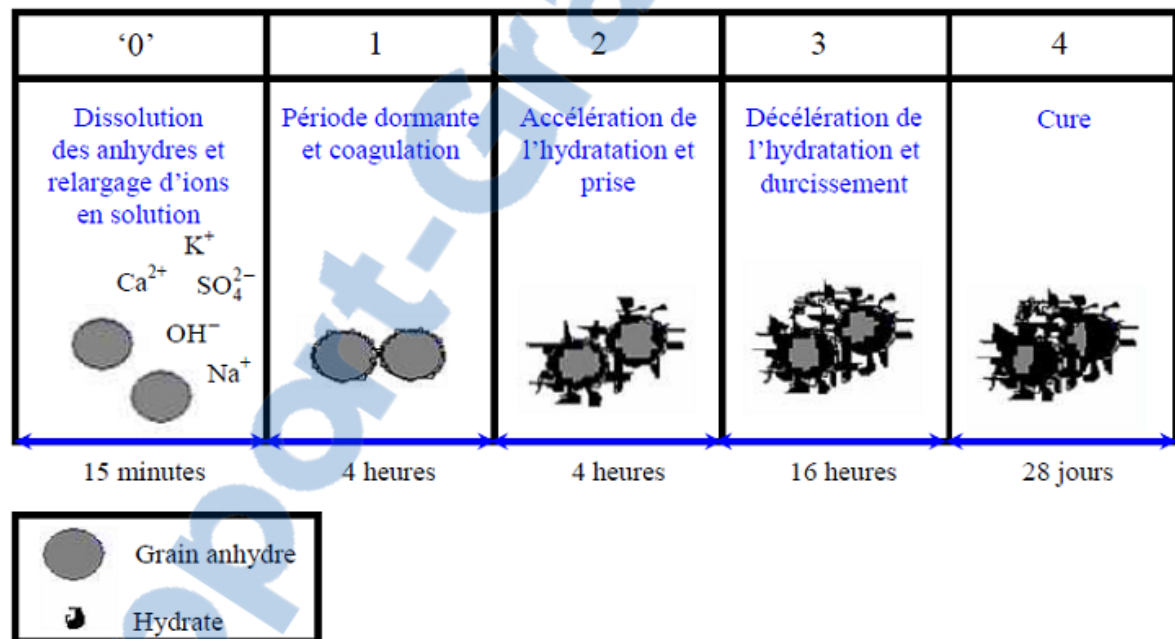 ‘0’ 1 2 3 4
Dissolution
des anhydres et
relargage d’ions
en solution
K⁺
Ca²⁺ SO₄²⁻
OH⁻
Na⁺
Période dormante
et coagulation
Accélération de
l’hydratation et
prise
Décélération de
l’hydratation et
durcissement
Cure
15 minutes 4 heures 4 heures 16 heures 28 jours
Grain anhydre
Hydrate